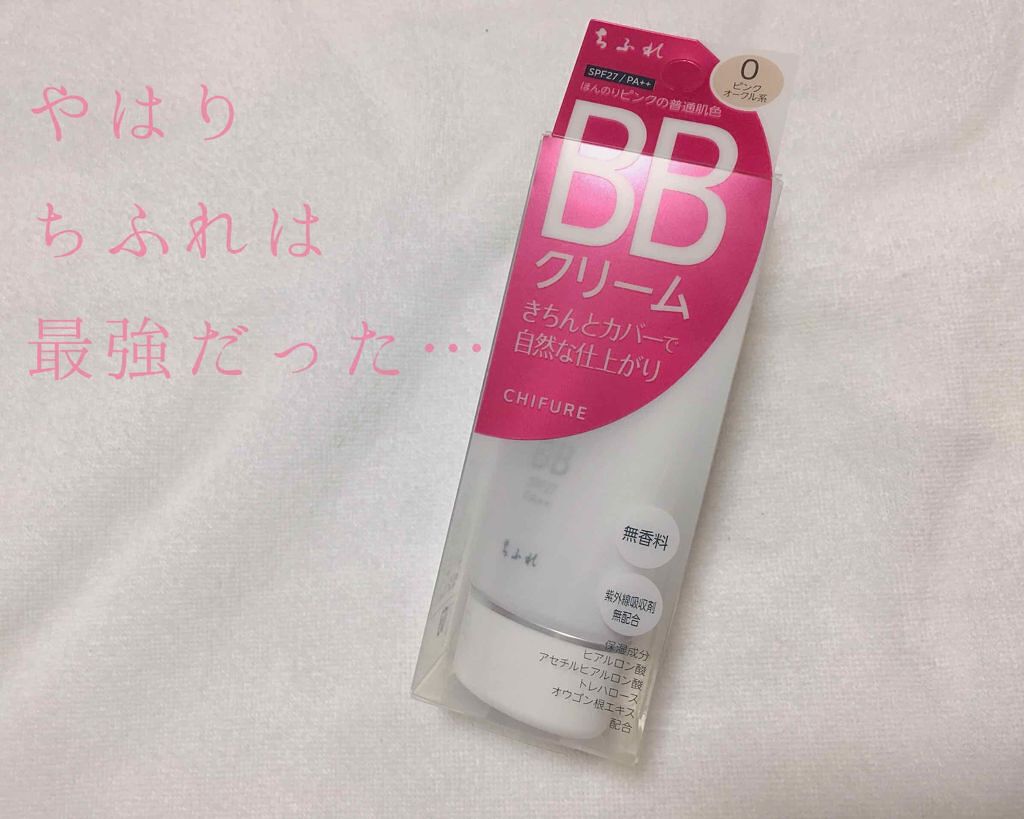 やはり
ちふれは
最強だった…
ちふれ
SPF27/PA++
ほんのりピンクの普通肌色
0
ピンク
オークル系
BB
クリーム
きちんとカバーで
自然な仕上がり
CHIFURE
BB
ちふれ
無香料
紫外線吸収剤
無配合
保湿成分
ヒアルロン酸
アセチルヒアルロン酸
トレハロース
オウゴン根エキス
配合